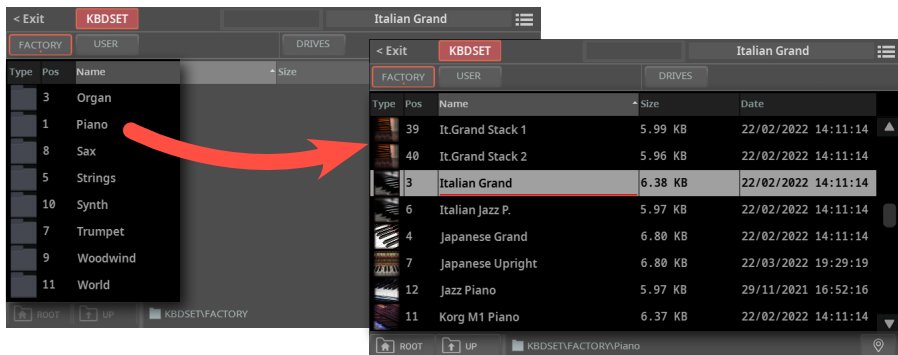 < Exit KBDSET Italian Grand
FACTORY USER DRIVES
Type Pos Name Size
3 Organ
1 Piano
8 Sax
5 Strings
10 Synth
7 Trumpet
9 Woodwind
11 World
ROOT UP KBDSET\FACTORY
< Exit KBDSET Italian Grand
FACTORY USER DRIVES
Type Pos Name Size Date
39 It.Grand Stack 1 5.99 KB 22/02/2022 14:11:14
40 It.Grand Stack 2 5.96 KB 22/02/2022 14:11:14
3 Italian Grand 6.38 KB 22/02/2022 14:11:14
6 Italian Jazz P. 5.97 KB 22/02/2022 14:11:14
4 Japanese Grand 6.80 KB 22/02/2022 14:11:14
7 Japanese Upright 6.80 KB 22/03/2022 19:29:19
12 Jazz Piano 5.97 KB 29/11/2021 16:52:16
11 Korg M1 Piano 6.37 KB 22/02/2022 14:11:14
ROOT UP KBDSET\FACTORY\Piano